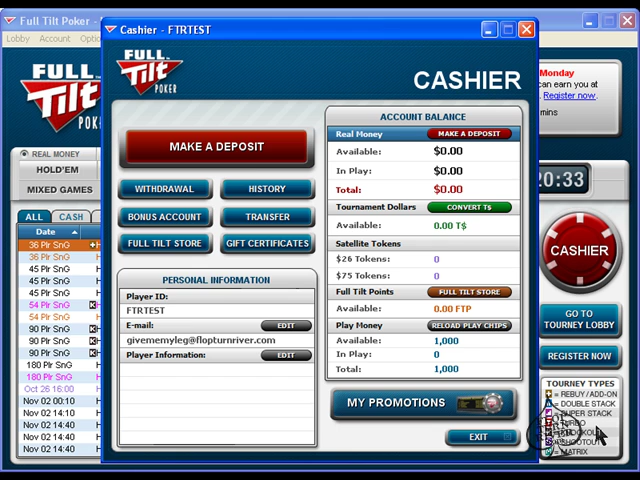 Full Tilt Poker -
Lobby Account Optio
FULL
TiLT
POK
REAL MONEY
HOLD'EM
MIXED GAMES
ALL CASH
Date
36 Plr SnG
36 Plr SnG
45 Plr SnG
45 Plr SnG
45 Plr SnG
54 Plr SnG
54 Plr SnG
90 Plr SnG
90 Plr SnG
90 Plr SnG
180 Plr SnG
180 Plr SnG
Oct 26 16:00
Nov 02 00:10
Nov 02 14:10
Nov 02 14:40
Nov 02 14:40
Nov 02 14:40
Cashier - FTRTEST
FULL
TiLT
POKER
CASHIER
MAKE A DEPOSIT
WITHDRAWAL HISTORY
BONUS ACCOUNT TRANSFER
FULL TILT STORE GIFT CERTIFICATES
PERSONAL INFORMATION
Player ID:
FTRTEST
E-mail: EDIT
givememyleg@flopturnriver.com
Player Information: EDIT
ACCOUNT BALANCE
Real Money MAKE A DEPOSIT
Available: $0.00
In Play: $0.00
Total: $0.00
Tournament Dollars CONVERT T$
Available: 0.00 T$
Satellite Tokens
$26 Tokens: 0
$75 Tokens: 0
Full Tilt Points FULL TILT STORE
Available: 0.00 FTP
Play Money RELOAD PLAY CHIPS
Available: 1,000
In Play: 0
Total: 1,000
MY PROMOTIONS
EXIT
Monday
can earn you at
Register now.
mins
20:33
CASHIER
GO TO
TOURNEY LOBBY
REGISTER NOW
TOURNEY TYPES
= REBUY/ADD-ON
= DOUBLE STACK
SUPER STACK
TURBO
KNOCKOUT
SHOOTOUT
= MATRIX